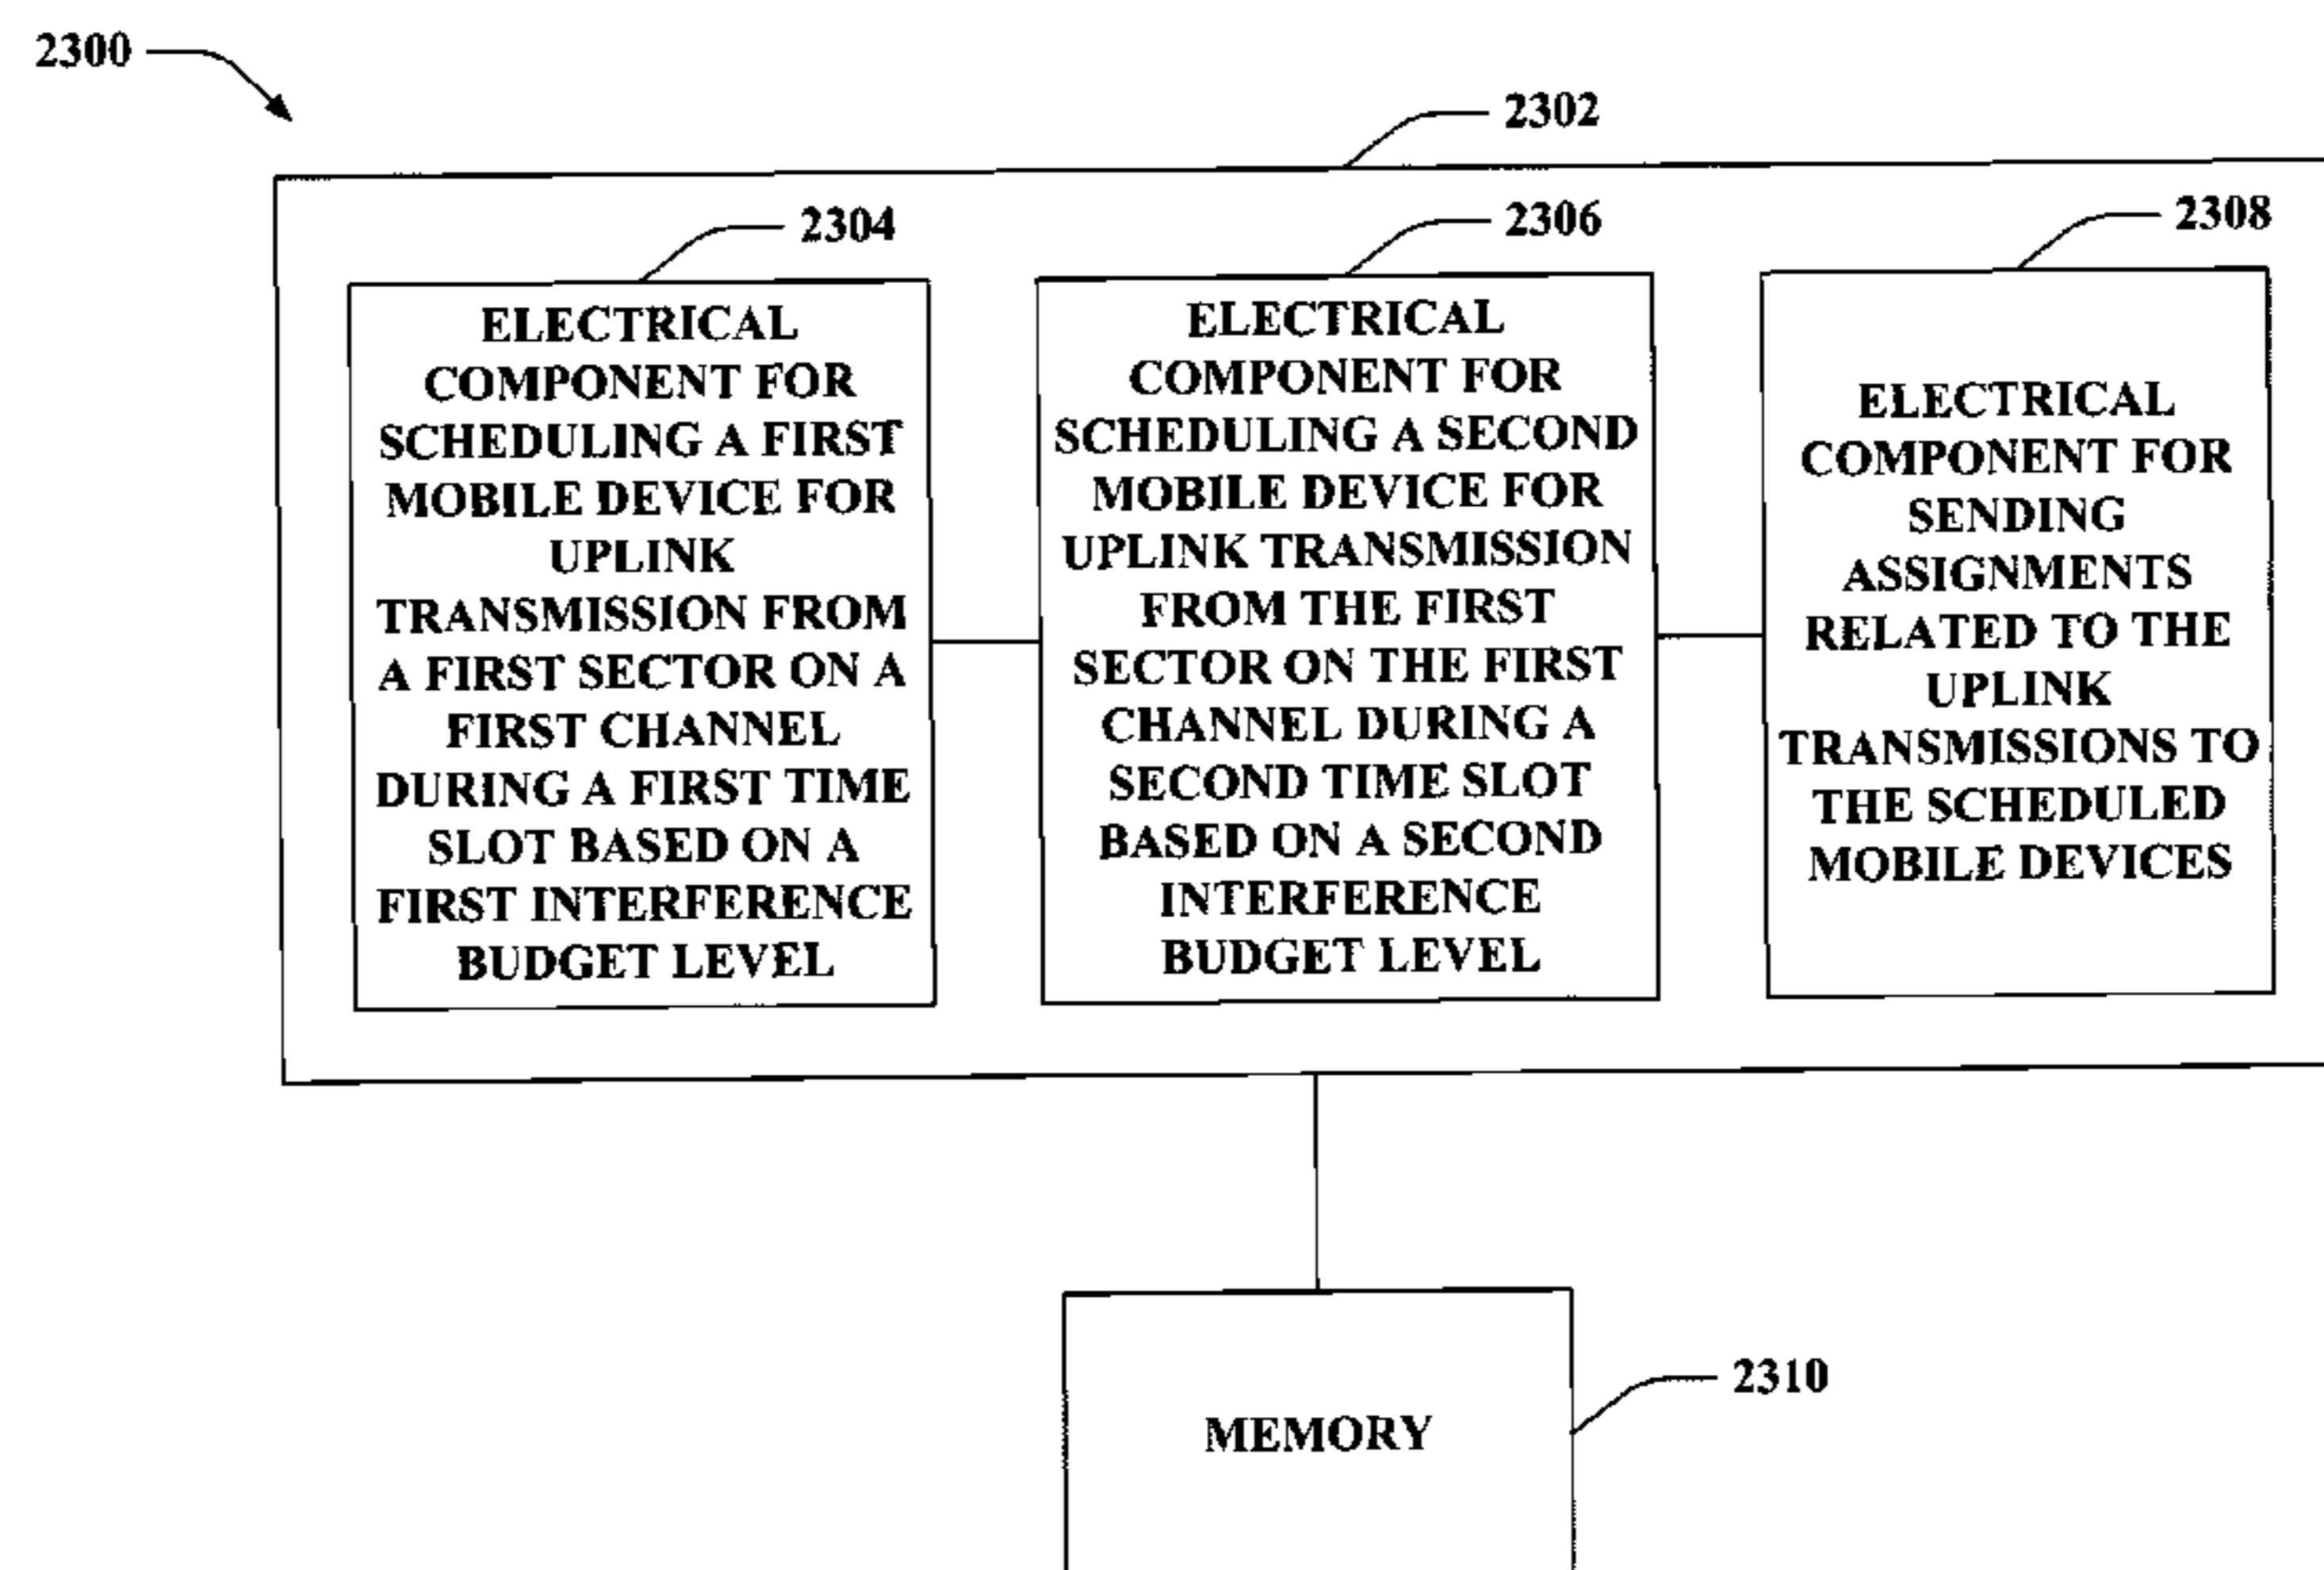 2300
2302
2304
2306
2308
ELECTRICAL
COMPONENT FOR
SCHEDULING A FIRST
MOBILE DEVICE FOR
UPLINK
TRANSMISSION FROM
A FIRST SECTOR ON A
FIRST CHANNEL
DURING A FIRST TIME
SLOT BASED ON A
FIRST INTERFERENCE
BUDGET LEVEL
ELECTRICAL
COMPONENT FOR
SCHEDULING A SECOND
MOBILE DEVICE FOR
UPLINK TRANSMISSION
FROM THE FIRST
SECTOR ON THE FIRST
CHANNEL DURING A
SECOND TIME SLOT
BASED ON A SECOND
INTERFERENCE
BUDGET LEVEL
ELECTRICAL
COMPONENT FOR
SENDING
ASSIGNMENTS
RELATED TO THE
UPLINK
TRANSMISSIONS TO
THE SCHEDULED
MOBILE DEVICES
2310
MEMORY